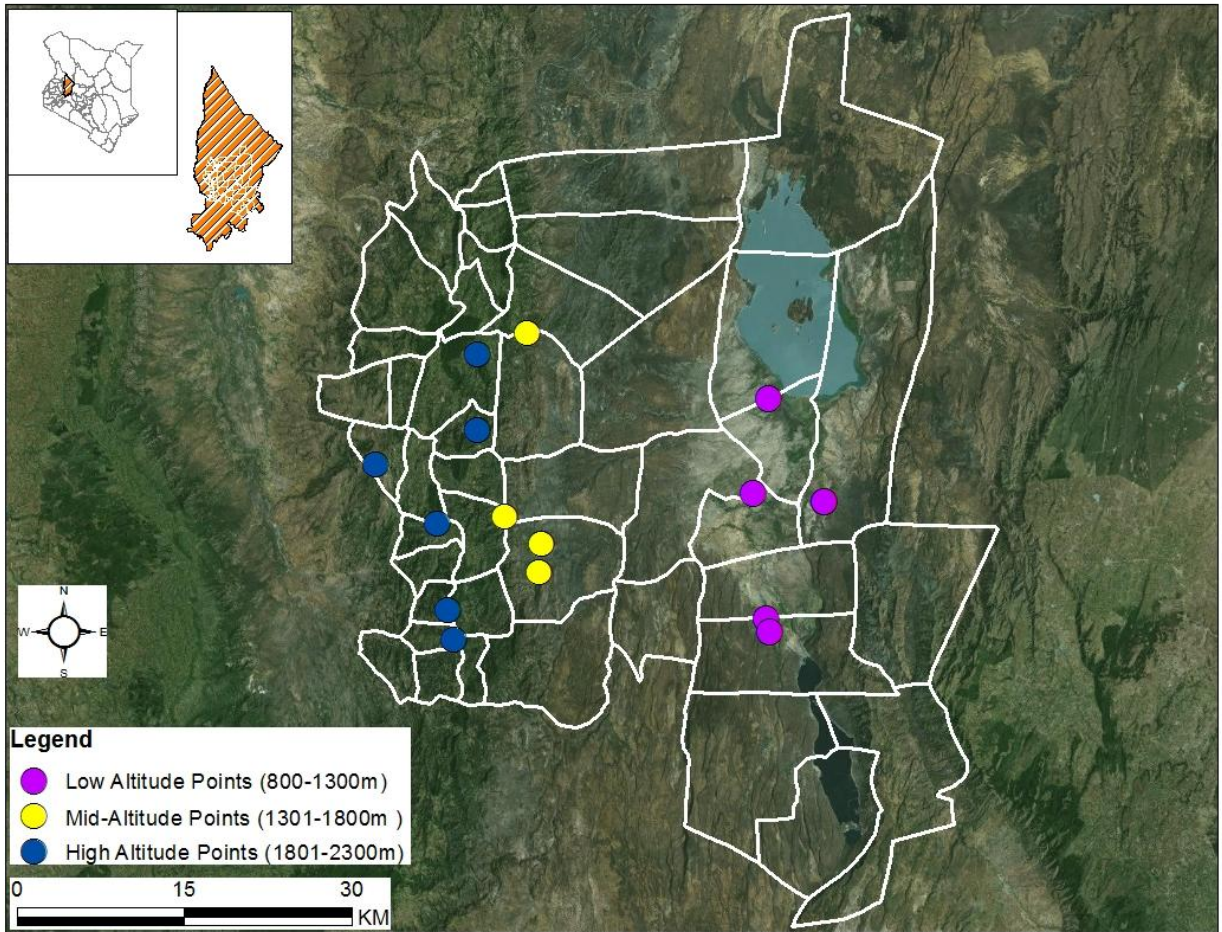 N
W E
S
Legend
Low Altitude Points (800-1300m)
Mid-Altitude Points (1301-1800m )
High Altitude Points (1801-2300m)
0 15 30
KM